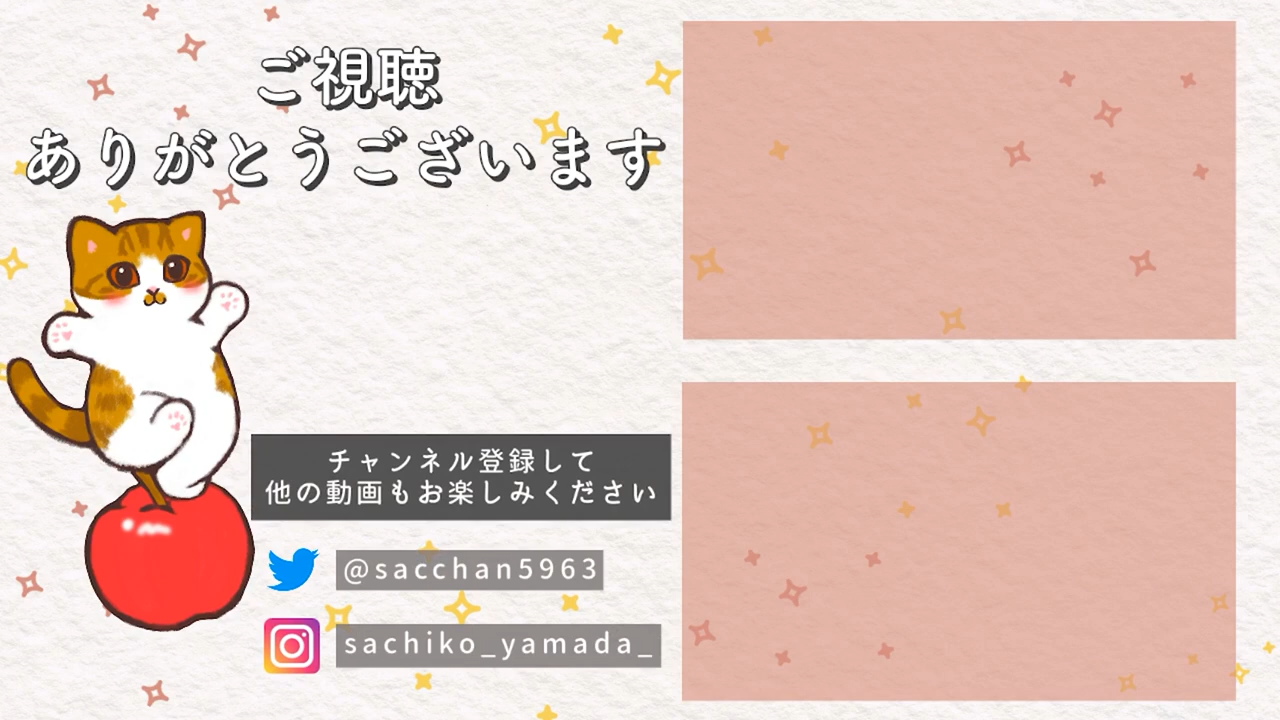 ご視聴
ありがとうございます
チャンネル登録して
他の動画もお楽しみください
@sacchan5963
sachiko_yamada_